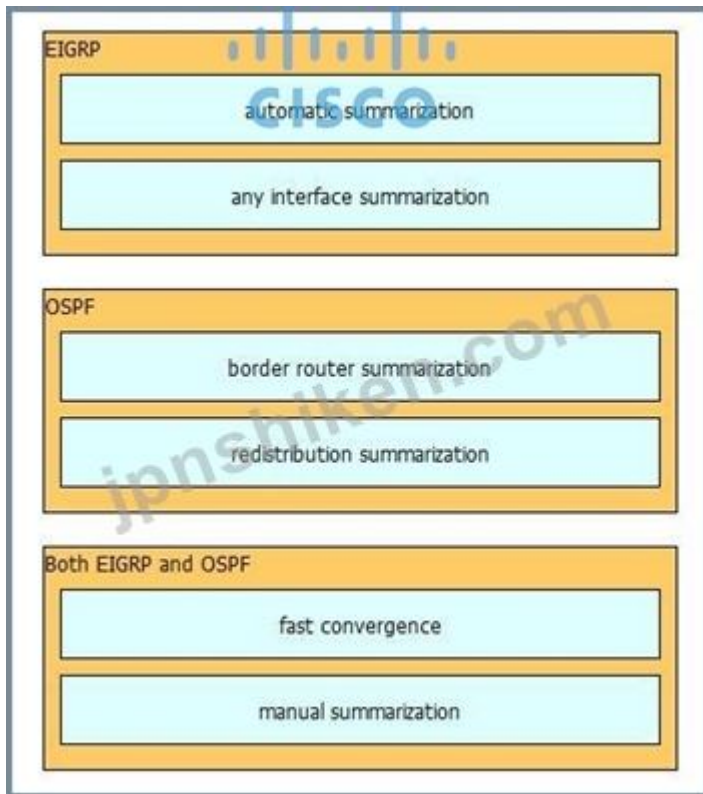 EIGRP
CISCO
automatic summarization
any interface summarization
OSPF
border router summarization
redistribution summarization
jpnshiken.com
Both EIGRP and OSPF
fast convergence
manual summarization